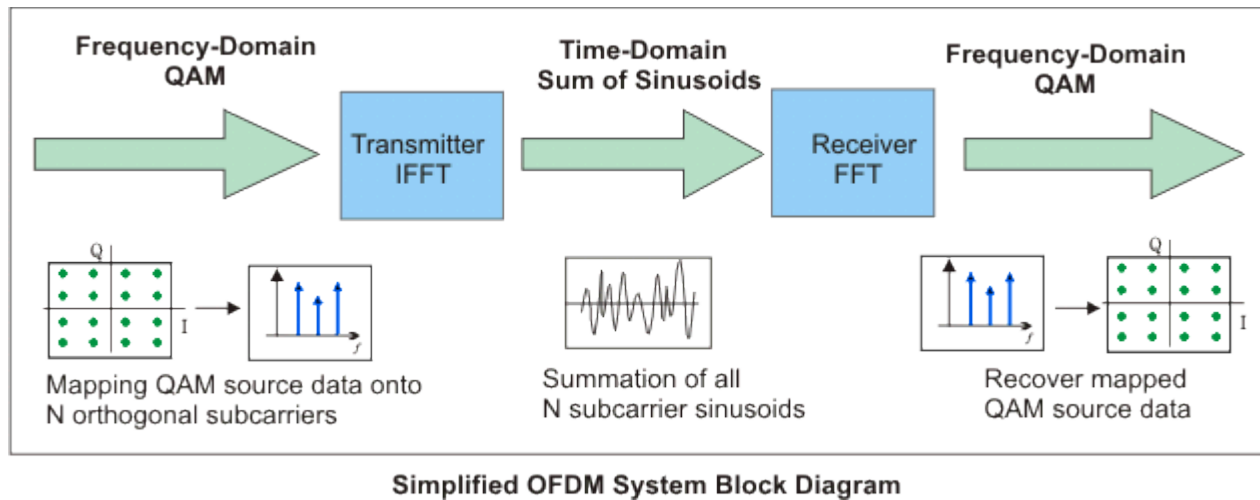 Frequency-Domain
QAM
Time-Domain
Sum of Sinusoids
Frequency-Domain
QAM
Transmitter
IFFT
Receiver
FFT
Q
I
f
f
Q
I
Mapping QAM source data onto
N orthogonal subcarriers
Summation of all
N subcarrier sinusoids
Recover mapped
QAM source data
Simplified OFDM System Block Diagram